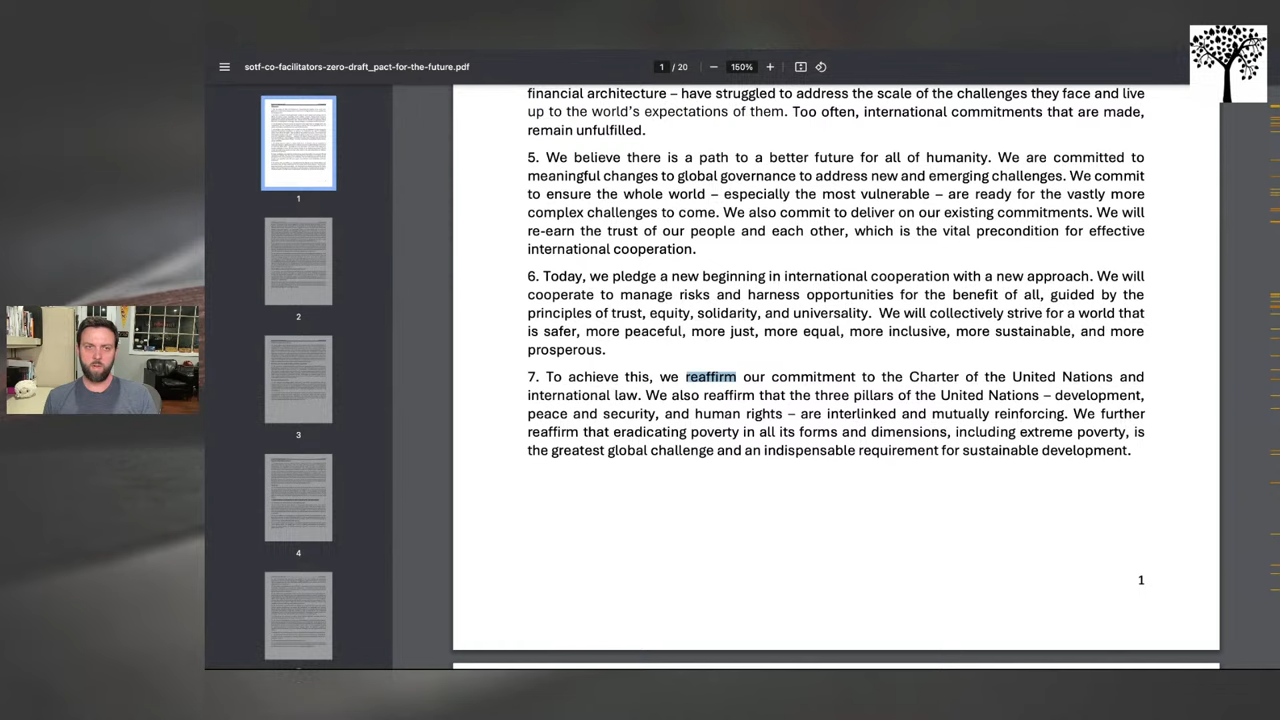 sotf-co-facilitators-zero-draft_pact-for-the-future.pdf
1 / 20
150%
financial architecture – have struggled to address the scale of the challenges they face and live
up to the world's expectations of them. Too often, international commitments that are made,
remain unfulfilled.
5. We believe there is a path to a better future for all of humanity. We are committed to
meaningful changes to global governance to address new and emerging challenges. We commit
to ensure the whole world – especially the most vulnerable – are ready for the vastly more
complex challenges to come. We also commit to deliver on our existing commitments. We will
re-earn the trust of our people and each other, which is the vital precondition for effective
international cooperation.
6. Today, we pledge a new beginning in international cooperation with a new approach. We will
cooperate to manage risks and harness opportunities for the benefit of all, guided by the
principles of trust, equity, solidarity, and universality. We will collectively strive for a world that
is safer, more peaceful, more just, more equal, more inclusive, more sustainable, and more
prosperous.
7. To achieve this, we reaffirm our commitment to the Charter of the United Nations and
international law. We also reaffirm that the three pillars of the United Nations – development,
peace and security, and human rights – are interlinked and mutually reinforcing. We further
reaffirm that eradicating poverty in all its forms and dimensions, including extreme poverty, is
the greatest global challenge and an indispensable requirement for sustainable development.
1
1
2
3
4